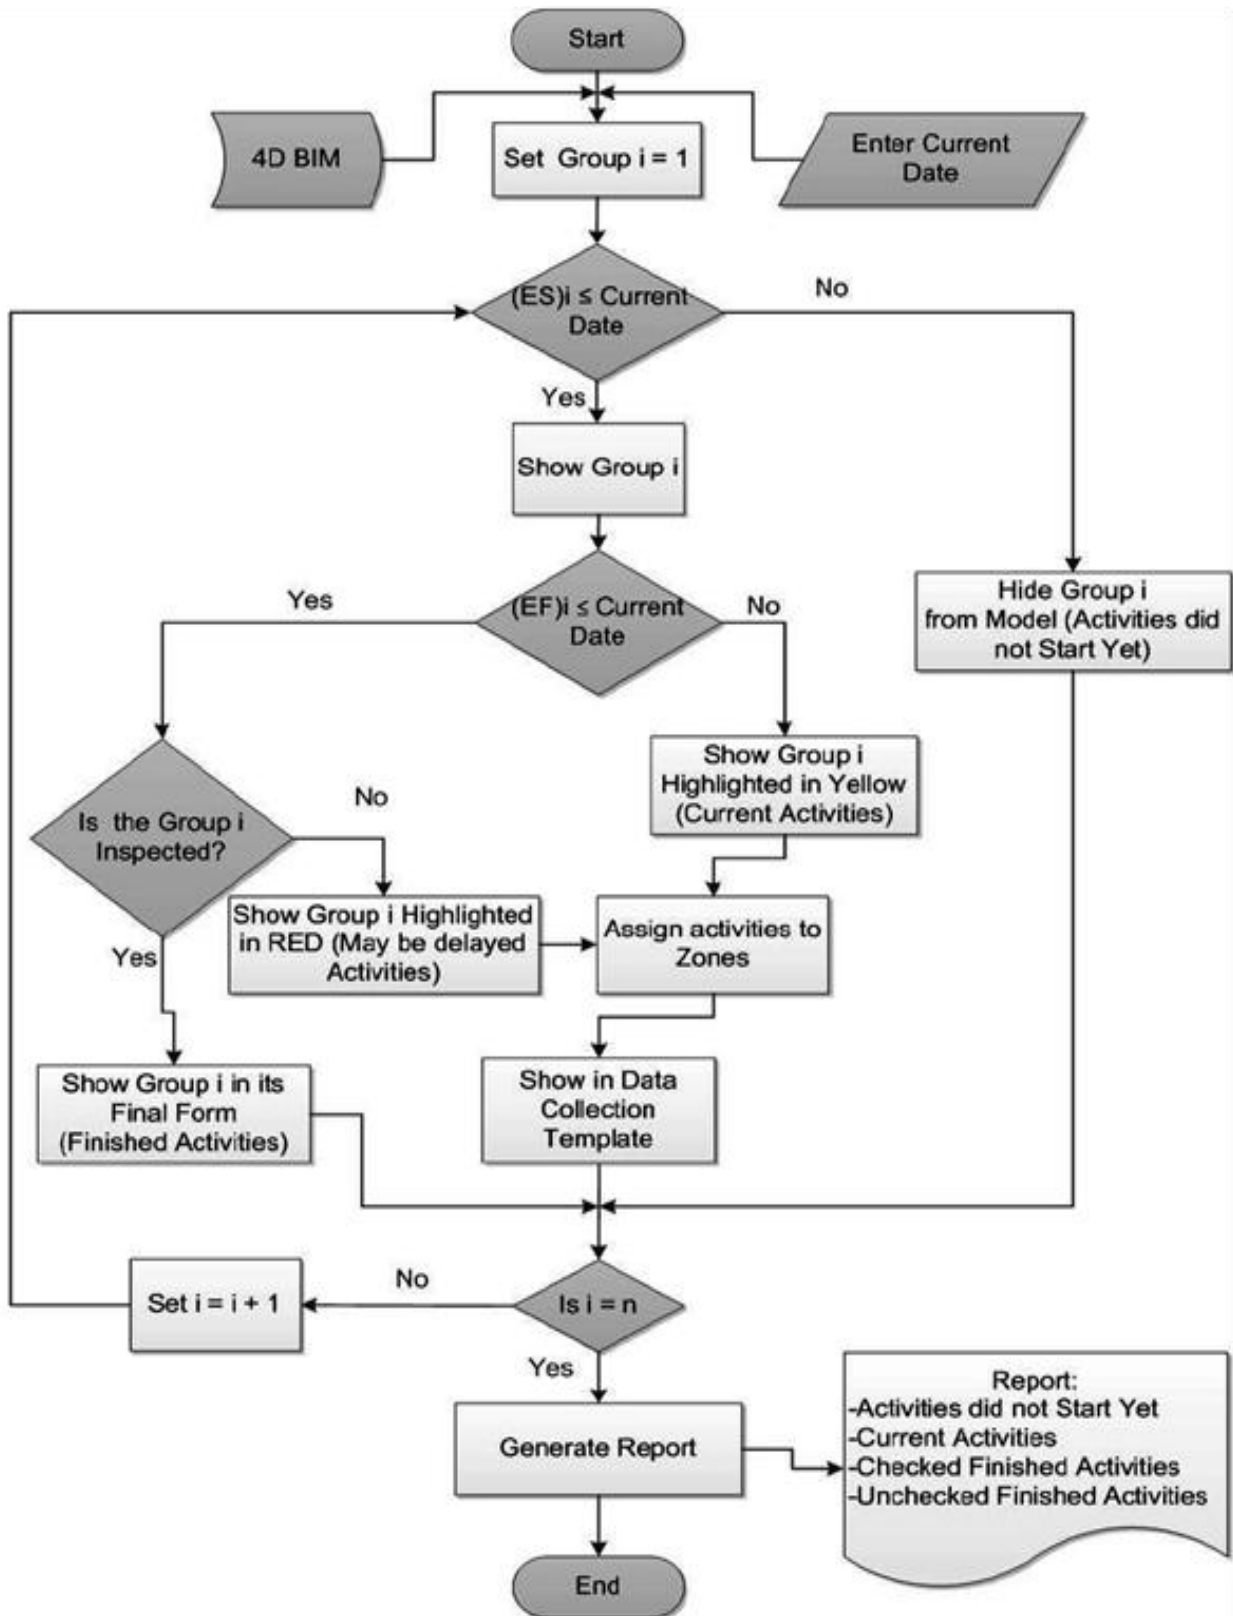 Start
4D BIM
Set Group i = 1
Enter Current
Date
(ES)i ≤ Current
Date
No
Yes
Show Group i
(EF)i ≤ Current
Date
Yes
No
Hide Group i
from Model (Activities did
not Start Yet)
Show Group i
Highlighted in Yellow
(Current Activities)
Is the Group i
Inspected?
No
Yes
Show Group i Highlighted
in RED (May be delayed
Activities)
Assign activities to
Zones
Show Group i in its
Final Form
(Finished Activities)
Show in Data
Collection
Template
Set i = i + 1
No
Is i = n
Yes
Generate Report
Report:
-Activities did not Start Yet
-Current Activities
-Checked Finished Activities
-Unchecked Finished Activities
End